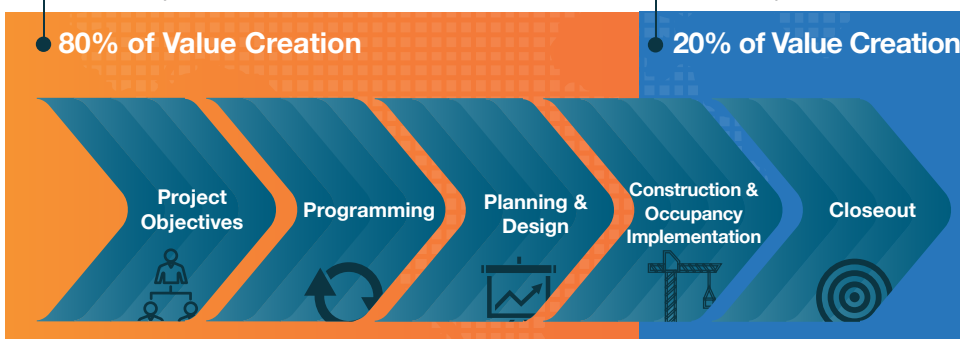 80% of Value Creation
20% of Value Creation
Project
Objectives
Programming
Planning &
Design
Construction &
Occupancy
Implementation
Closeout